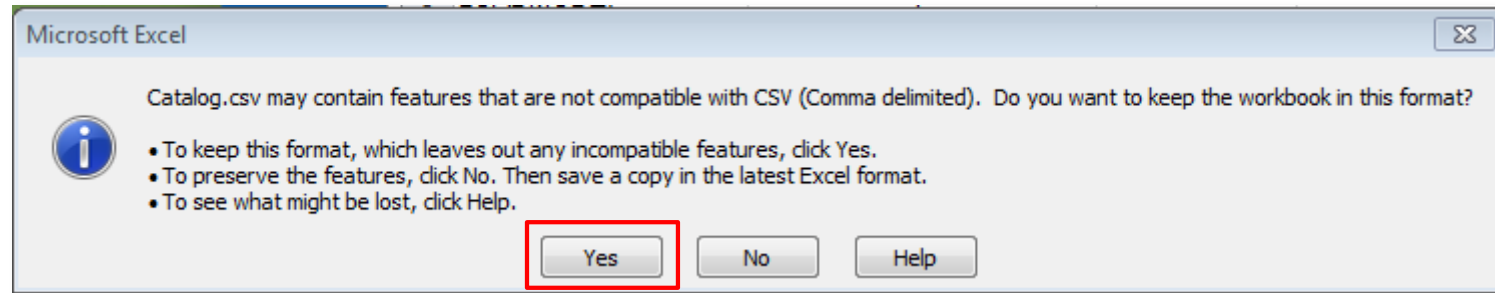 Microsoft Excel
Catalog.csv may contain features that are not compatible with CSV (Comma delimited).  Do you want to keep the workbook in this format?
• To keep this format, which leaves out any incompatible features, click Yes.
• To preserve the features, click No. Then save a copy in the latest Excel format.
• To see what might be lost, click Help.
Yes No Help